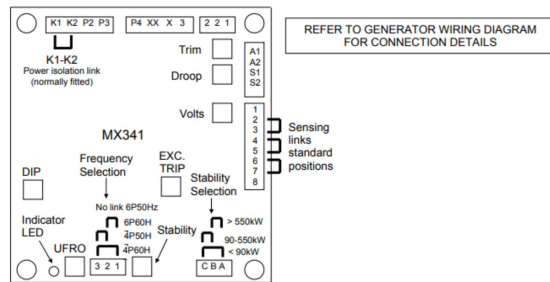 K1 K2 P2 P3
P4 XX X 3
2 2 1
REFER TO GENERATOR WIRING DIAGRAM
FOR CONNECTION DETAILS
K1-K2
Power isolation link
(normally fitted)
Trim
Droop
A1
A2
S1
S2
Volts
1
2
3
4
5
6
7
8
Sensing
links
standard
positions
MX341
Frequency
Selection
EXC.
TRIP
Stability
Selection
DIP
No link 6P50Hz
6P60H
4P50H
4P60H
> 550kW
90-550kW
< 90kW
Indicator
LED
UFRO
3 2 1
Stability
C B A